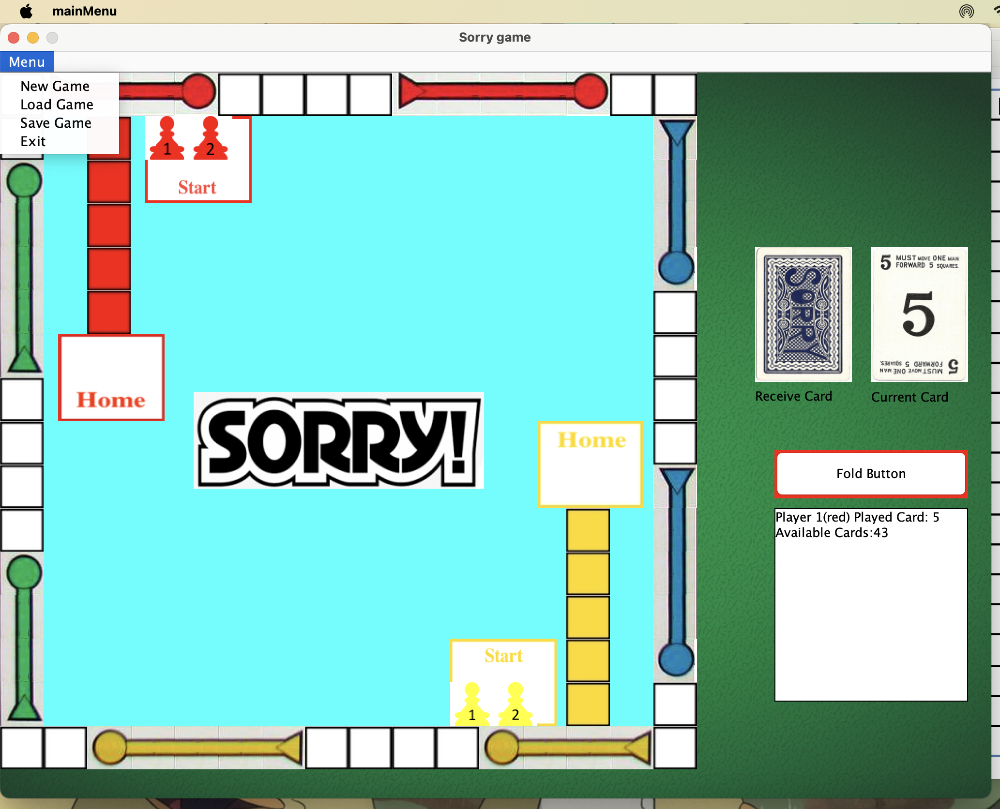 mainMenu
Sorry game
Menu
New Game
Load Game
Save Game
Exit
1 2
Start
Home
SORRY!
Home
Start
1 2
SORRY
5 MUST MOVE ONE MAN
FORWARD 5 SQUARES.
5
5 MUST MOVE ONE MAN
FORWARD 5 SQUARES.
Receive Card
Current Card
Fold Button
Player 1(red) Played Card: 5
Available Cards:43